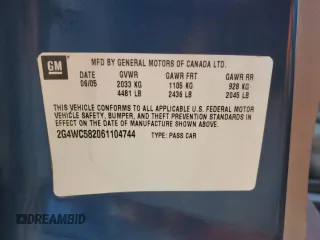 GM
MFD BY GENERAL MOTORS OF CANADA LTD.
DATE GVWR GAWR FRT GAWR RR
06/05 2033 KG 1105 KG 928 KG
4481 LB 2436 LB 2045 LB
THIS VEHICLE CONFORMS TO ALL APPLICABLE U.S. FEDERAL MOTOR
VEHICLE SAFETY, BUMPER, AND THEFT PREVENTION STANDARDS IN
EFFECT ON THE DATE OF MANUFACTURE SHOWN ABOVE.
2G4WC582061104744 TYPE: PASS CAR
DREAMBID